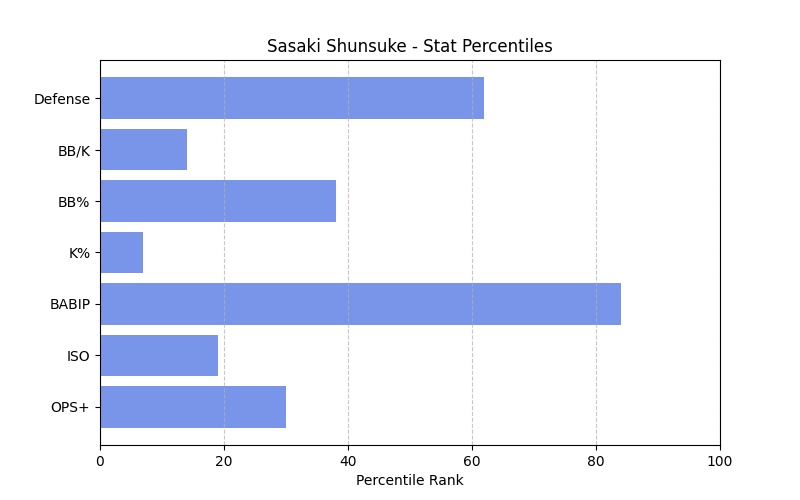 Sasaki Shunsuke - Stat Percentiles
Defense
BB/K
BB%
K%
BABIP
ISO
OPS+
0 20 40 60 80 100
Percentile Rank